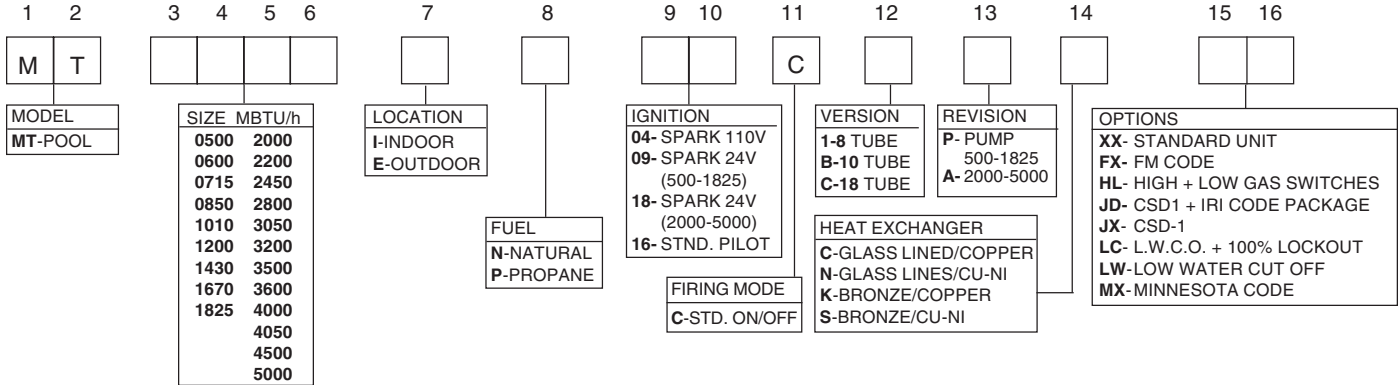 1 2 3 4 5 6 7 8 9 10 11 12 13 14 15 16
M T C
MODEL
MT-POOL
SIZE MBTU/h
0500 2000
0600 2200
0715 2450
0850 2800
1010 3050
1200 3200
1430 3500
1670 3600
1825 4000
4050
4500
5000
LOCATION
I-INDOOR
E-OUTDOOR
FUEL
N-NATURAL
P-PROPANE
IGNITION
04- SPARK 110V
09- SPARK 24V
(500-1825)
18- SPARK 24V
(2000-5000)
16- STND. PILOT
FIRING MODE
C-STD. ON/OFF
VERSION
1-8 TUBE
B-10 TUBE
C-18 TUBE
REVISION
P- PUMP
500-1825
A- 2000-5000
HEAT EXCHANGER
C-GLASS LINED/COPPER
N-GLASS LINES/CU-NI
K-BRONZE/COPPER
S-BRONZE/CU-NI
OPTIONS
XX- STANDARD UNIT
FX- FM CODE
HL- HIGH + LOW GAS SWITCHES
JD- CSD1 + IRI CODE PACKAGE
JX- CSD-1
LC- L.W.C.O. + 100% LOCKOUT
LW-LOW WATER CUT OFF
MX-MINNESOTA CODE